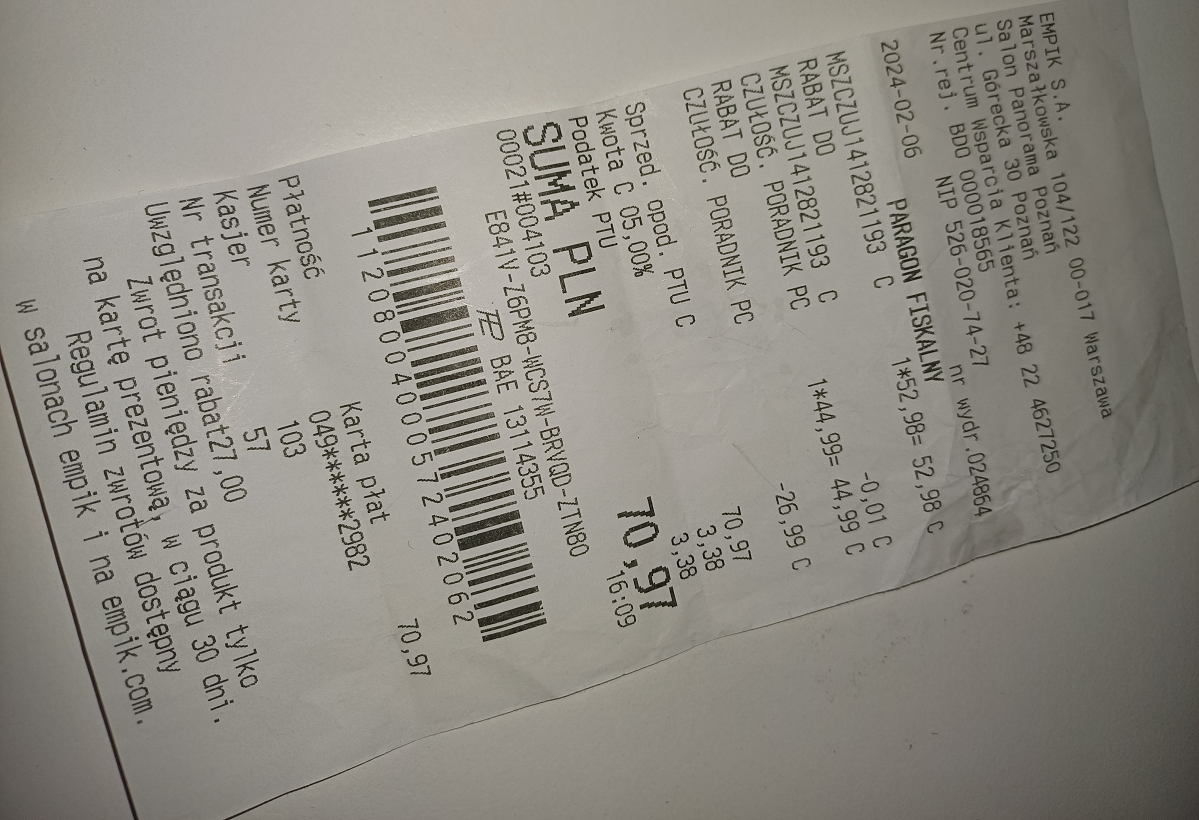 EMPIK S.A.
Marszałkowska 104/122 00-017 Warszawa
Salon Panorama Poznań
ul. Górecka 30 Poznań
Centrum Wsparcia Klienta: +48 22 4627250
Nr.rej. BDO 000018565
NIP 526-020-74-27 nr wydr.024864
2024-02-06
PARAGON FISKALNY
MSZCZUJ1412821193 C 1*52,98= 52,98 C
RABAT DO
MSZCZUJ1412821193 C -0,01 C
CZUŁOŚĆ. PORADNIK PC 1*44,99= 44,99 C
RABAT DO
CZUŁOŚĆ. PORADNIK PC -26,99 C
Sprzed. opod. PTU C 70,97
Kwota C 05,00% 3,38
Podatek PTU 3,38
SUMA PLN 70,97
00021#004103 16:09
E841V-Z6PM8-WCS7W-BRVQD-ZTN80
BAE 13114355
11208004000572402062
Płatność Karta płat 70,97
Numer karty 049*****2982
Kasjer 103
Nr transakcji 57
Uwzględniono rabat27,00
Zwrot pieniędzy za produkt tylko
na kartę prezentową, w ciągu 30 dni.
Regulamin zwrotów dostępny
w salonach empik i na empik.com.